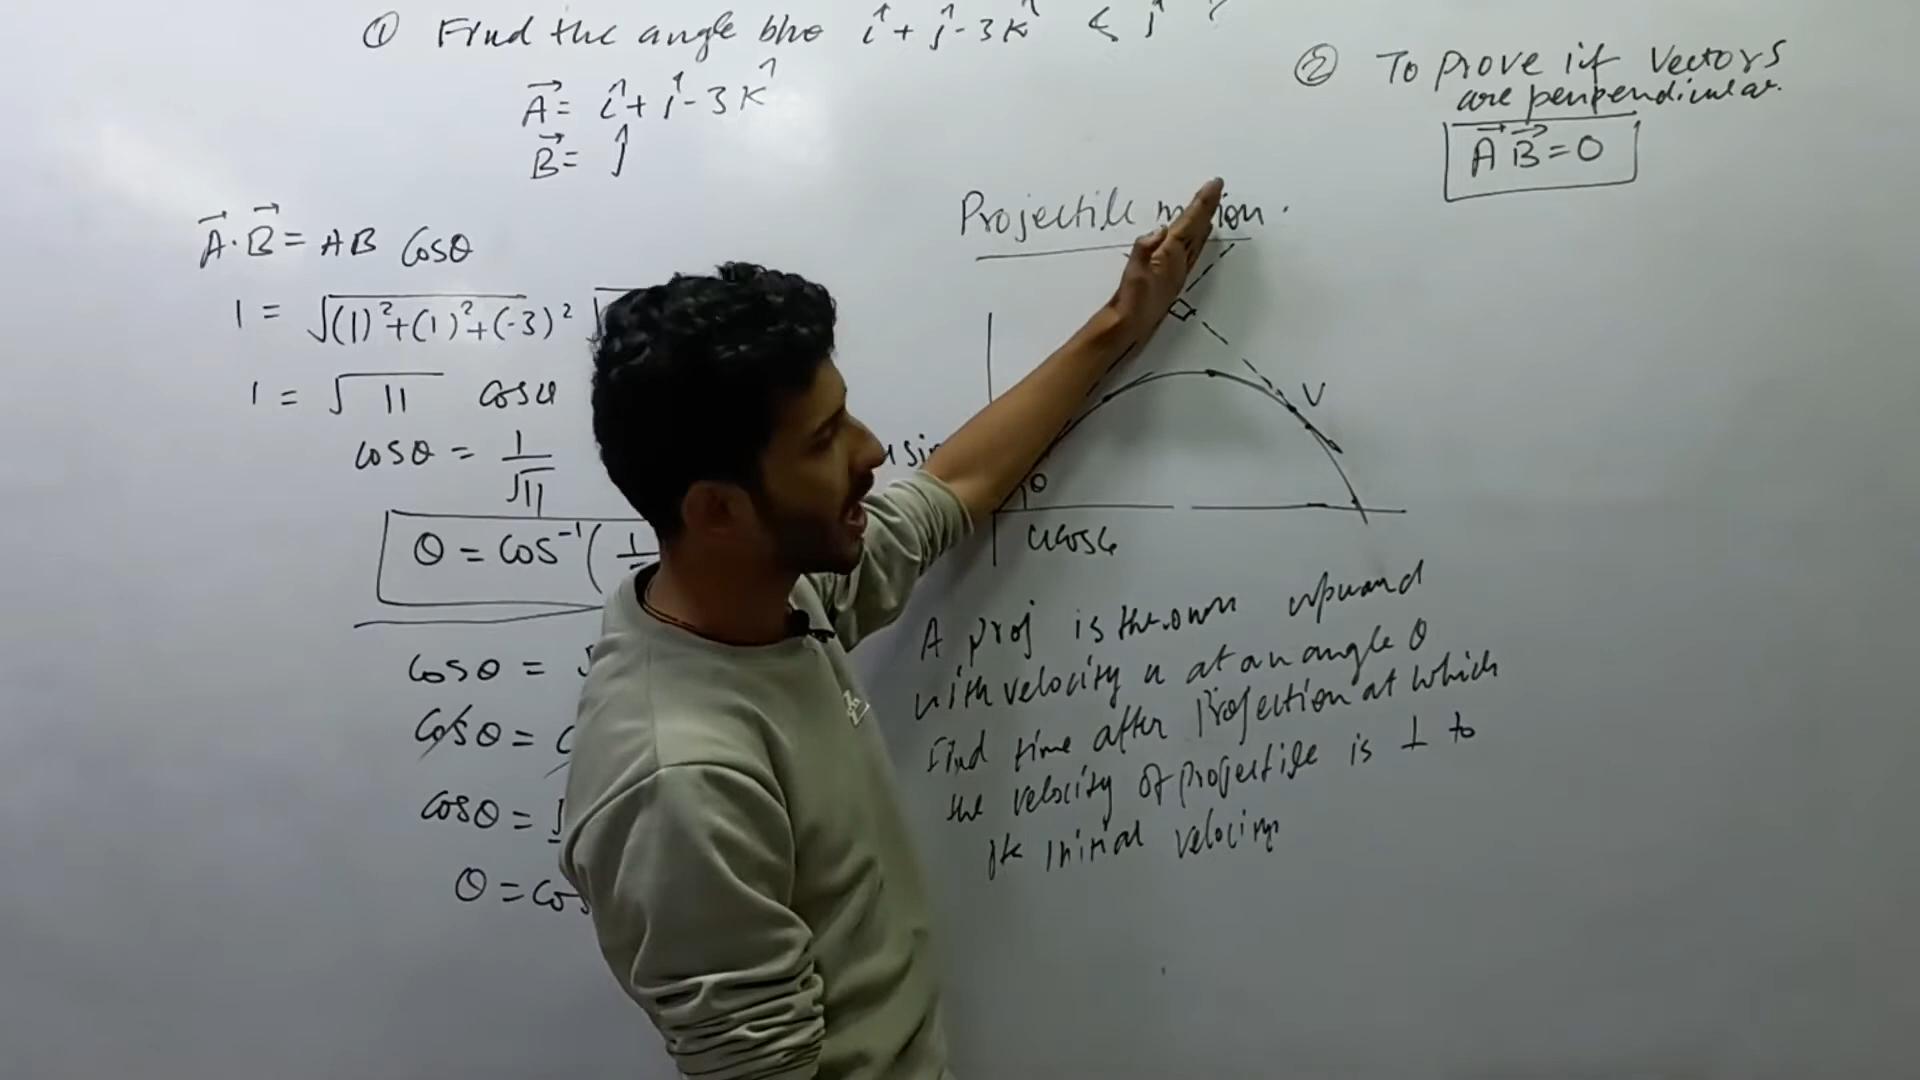 ① Find the angle
î + ĵ - 3k̂ & ĵ ?
A⃗ = î + ĵ - 3k̂
B⃗ = ĵ
A⃗ . B⃗ = AB Cosθ
1 = √(1)²+(1)²+(-3)² √
1 = √11 cosθ
cosθ = 1/√11
θ = cos⁻¹(1
cosθ = √
cosθ =
cosθ =
θ = cos
② To prove if vectors
are perpendicular.
A⃗ B⃗ = 0
Projectile
V
u sin
θ
ucosθ
A proj is thrown upward
with velocity u at an angle θ
Find time after Projection at which
the velocity of projectile is ⊥ to
its initial velocity